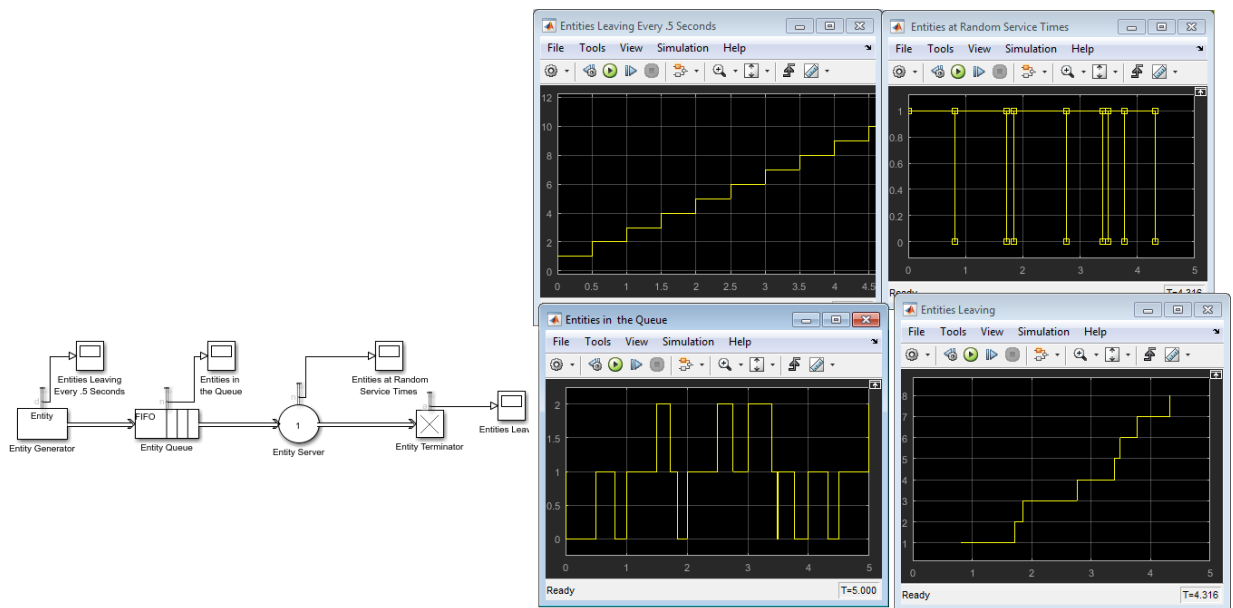 Entities Leaving Every .5 Seconds
File Tools View Simulation Help
12
10
8
6
4
2
0
0 0.5 1 1.5 2 2.5 3 3.5 4 4.5
Entities at Random Service Times
File Tools View Simulation Help
1
0.8
0.6
0.4
0.2
0
0 1 2 3 4 5
Ready T=4.316
Entities in the Queue
File Tools View Simulation Help
2
1.5
1
0.5
0
0 1 2 3 4 5
Ready T=5.000
Entities Leaving
File Tools View Simulation Help
8
7
6
5
4
3
2
1
0 1 2 3 4 5
Ready T=4.316
Entities Leaving
Every .5 Seconds
Entities in
the Queue
Entities at Random
Service Times
Entities Leav
d
n
n
Entity
FIFO
1
Entity Generator
Entity Queue
Entity Server
Entity Terminator